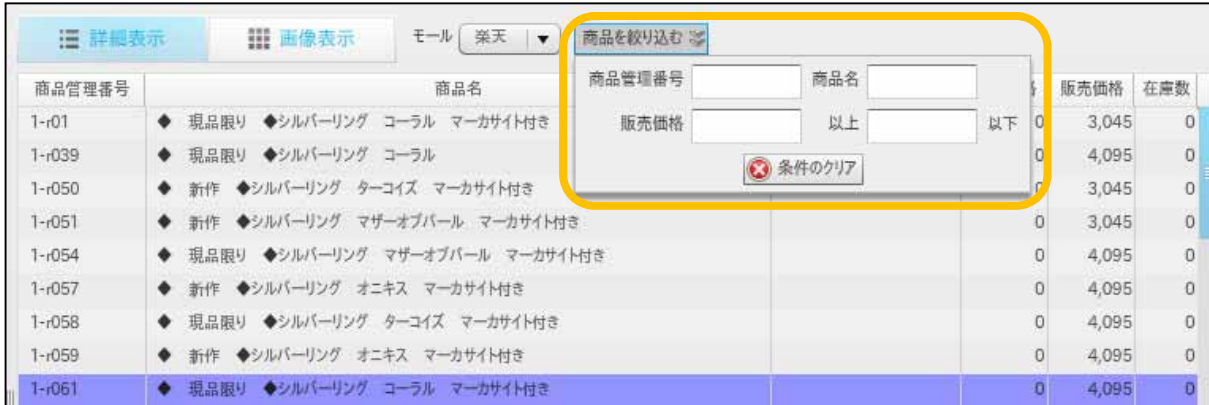 詳細表示 画像表示 モール 楽天 ▼ 商品を絞り込む
商品管理番号 商品名 販売価格 在庫数
商品管理番号 商品名
販売価格 以上 以下
条件のクリア
1-r01 ◆ 現品限り ◆シルバーリング コーラル マーカサイト付き 0 3,045 0
1-r039 ◆ 現品限り ◆シルバーリング コーラル 0 4,095 0
1-r050 ◆ 新作 ◆シルバーリング ターコイズ マーカサイト付き 0 3,045 0
1-r051 ◆ 新作 ◆シルバーリング マザーオブパール マーカサイト付き 0 3,045 0
1-r054 ◆ 現品限り ◆シルバーリング マザーオブパール マーカサイト付き 0 4,095 0
1-r057 ◆ 新作 ◆シルバーリング オニキス マーカサイト付き 0 4,095 0
1-r058 ◆ 現品限り ◆シルバーリング ターコイズ マーカサイト付き 0 4,095 0
1-r059 ◆ 新作 ◆シルバーリング オニキス マーカサイト付き 0 4,095 0
1-r061 ◆ 現品限り ◆シルバーリング コーラル マーカサイト付き 0 4,095 0